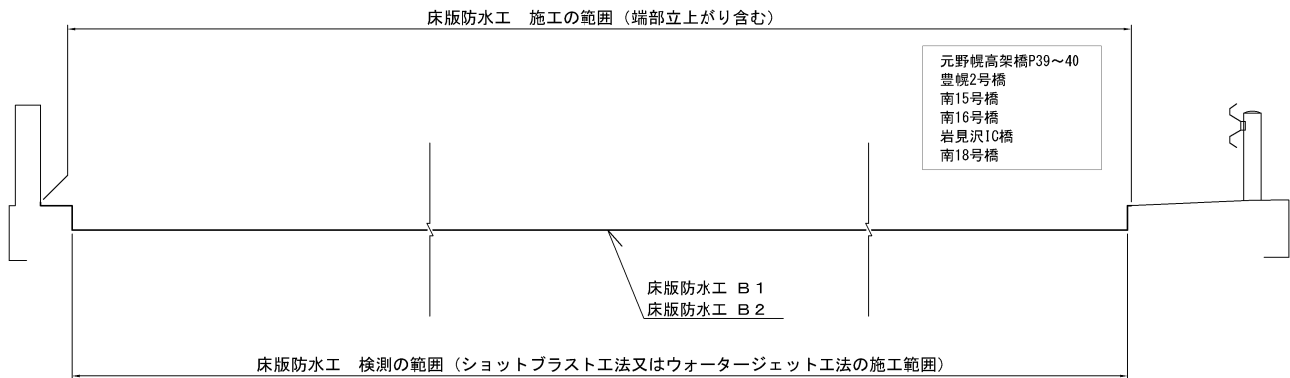 床版防水工　施工の範囲（端部立上がり含む）
元野幌高架橋P39～40
豊幌2号橋
南15号橋
南16号橋
岩見沢IC橋
南18号橋
床版防水工 Ｂ１
床版防水工 Ｂ２
床版防水工　検測の範囲（ショットブラスト工法又はウォータージェット工法の施工範囲）